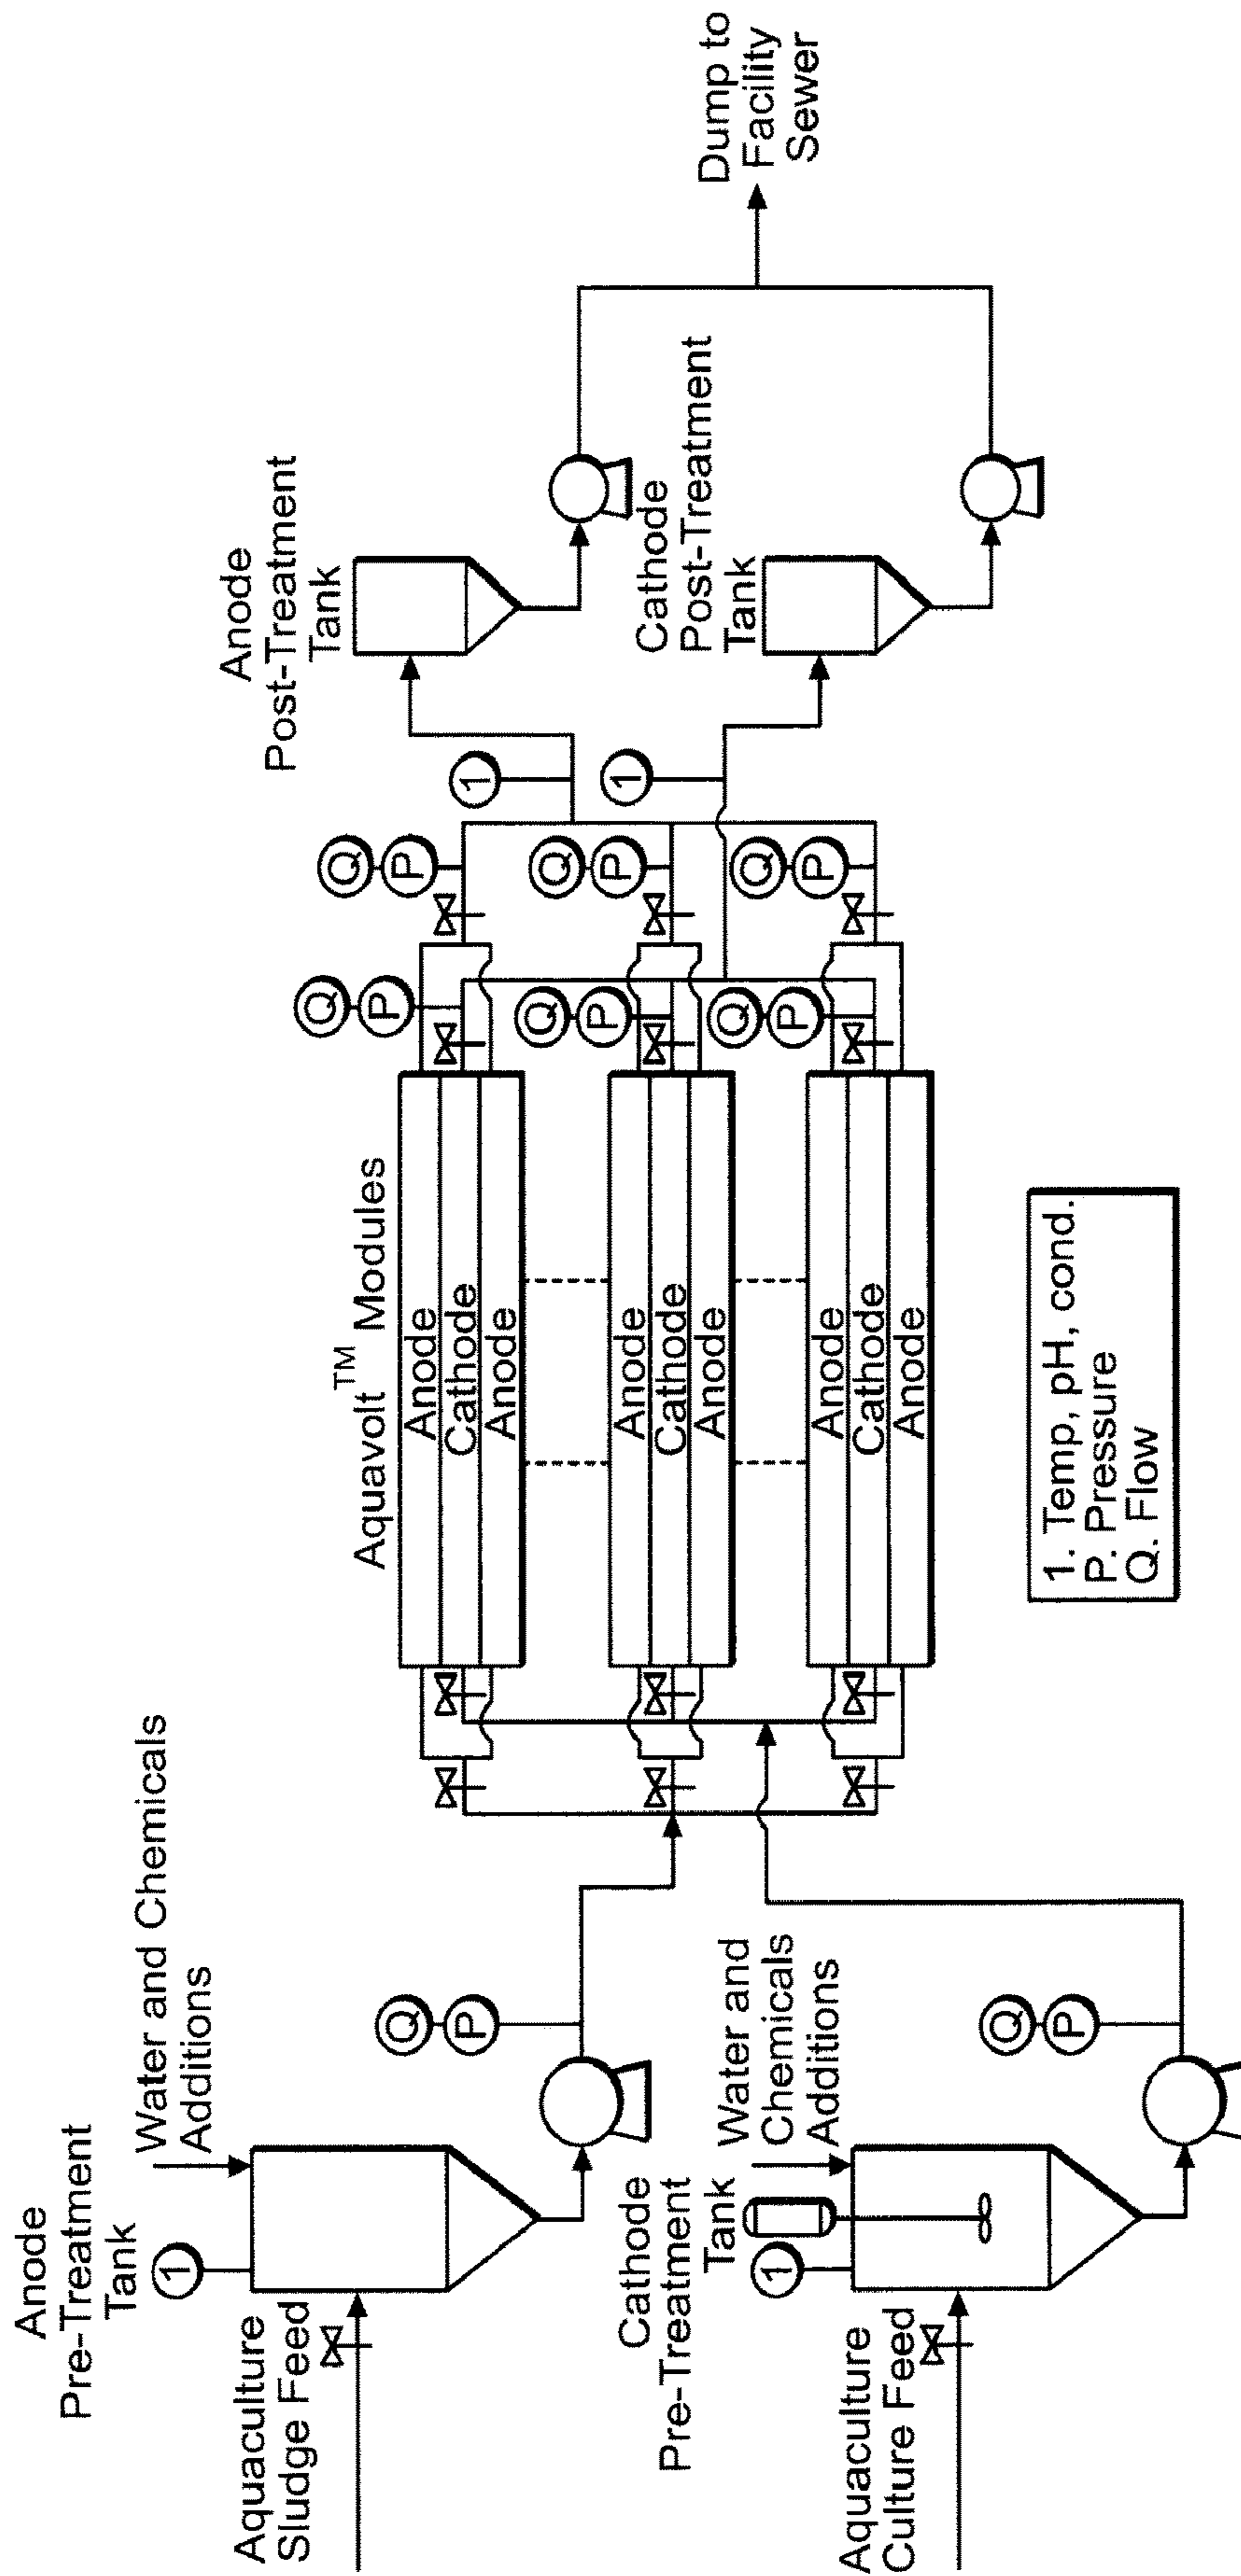 Anode
Pre-Treatment
Tank
Water and Chemicals
Additions
1
Aquaculture
Sludge Feed
Q
P
Cathode
Pre-Treatment
Tank
Water and
Chemicals
Additions
1
Aquaculture
Culture Feed
Q
P
Aquavolt™ Modules
Anode
Cathode
Anode
Anode
Cathode
Anode
Anode
Cathode
Anode
Q
P
Q
P
Q
P
Q
P
Q
P
Q
P
1
1
Anode
Post-Treatment
Tank
Cathode
Post-Treatment
Tank
Dump to
Facility
Sewer
1. Temp, pH, cond.
P. Pressure
Q. Flow